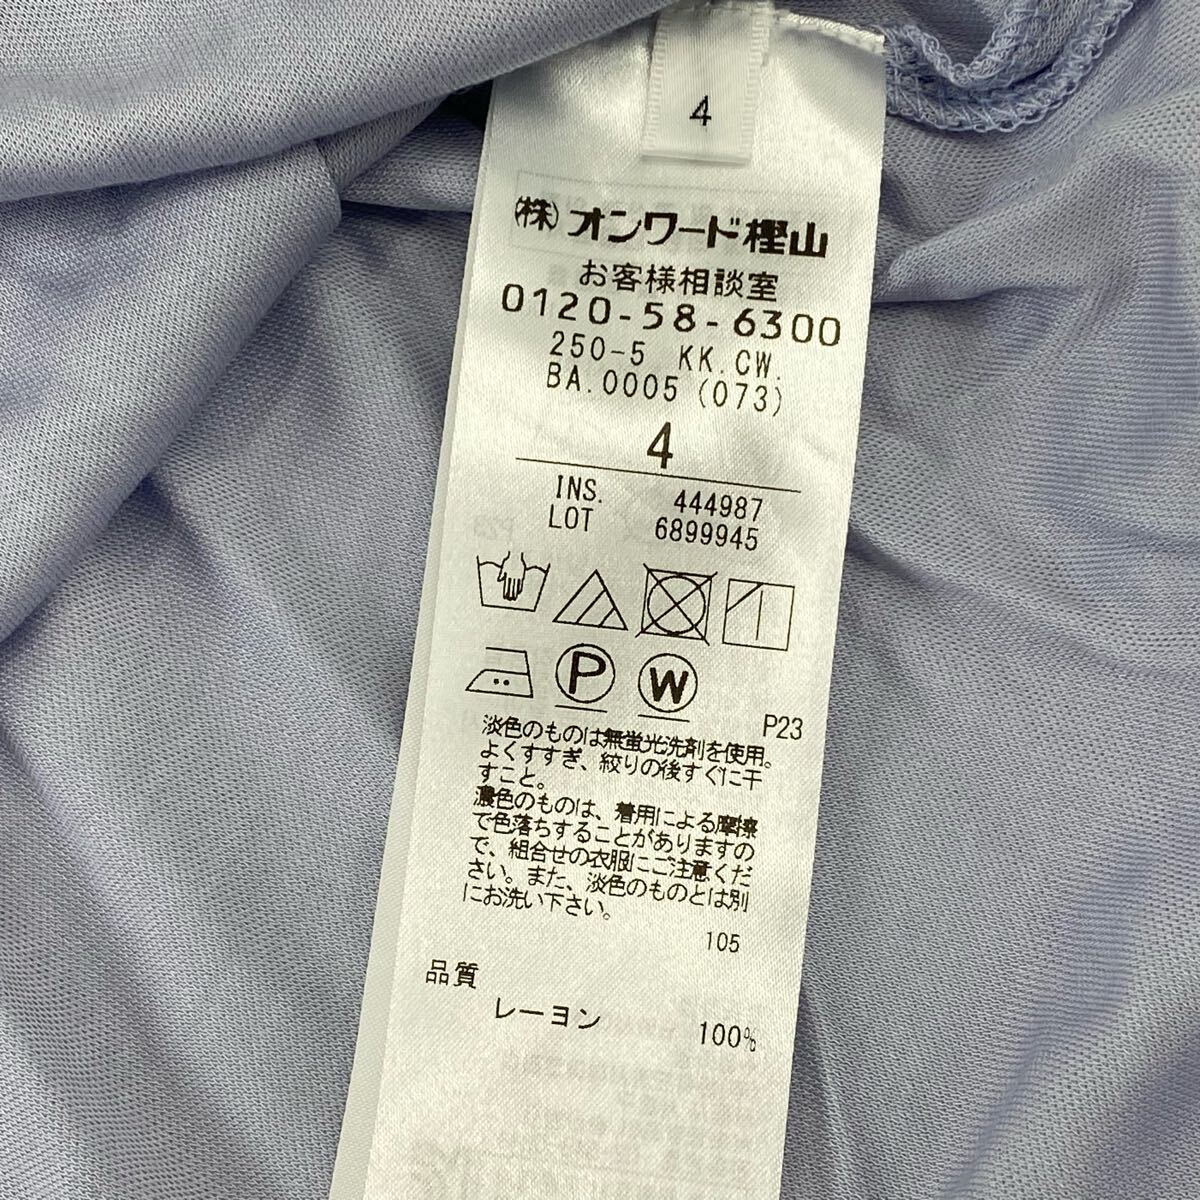 4
(株)オンワード樫山
お客様相談室
0120-58-6300
250-5 KK.CW.
BA.0005(073)
4
INS. 444987
LOT 6899945
P W
P23
淡色のものは無蛍光洗剤を使用。
よくすすぎ、絞りの後すぐに干
すこと。
濃色のものは、着用による摩擦
で色落ちすることがありますの
で、組合せの衣服にご注意くだ
さい。また、淡色のものとは別
にお洗い下さい。
105
品質
レーヨン 100%